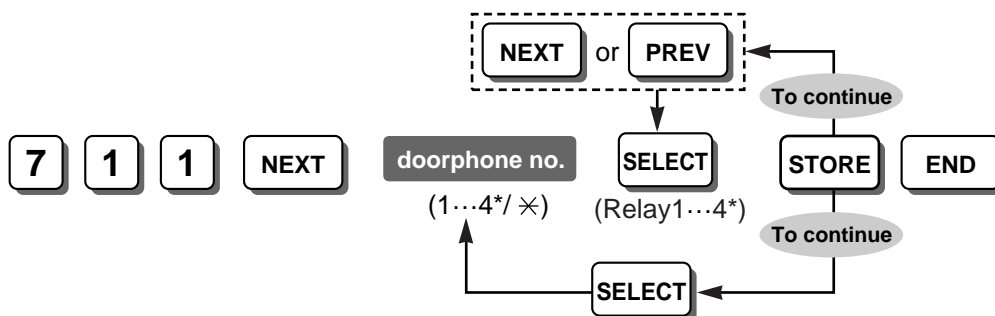 NEXT or PREV
To continue
7 1 1 NEXT doorphone no. SELECT STORE END
(1···4*/ ✳) (Relay1···4*)
To continue
SELECT